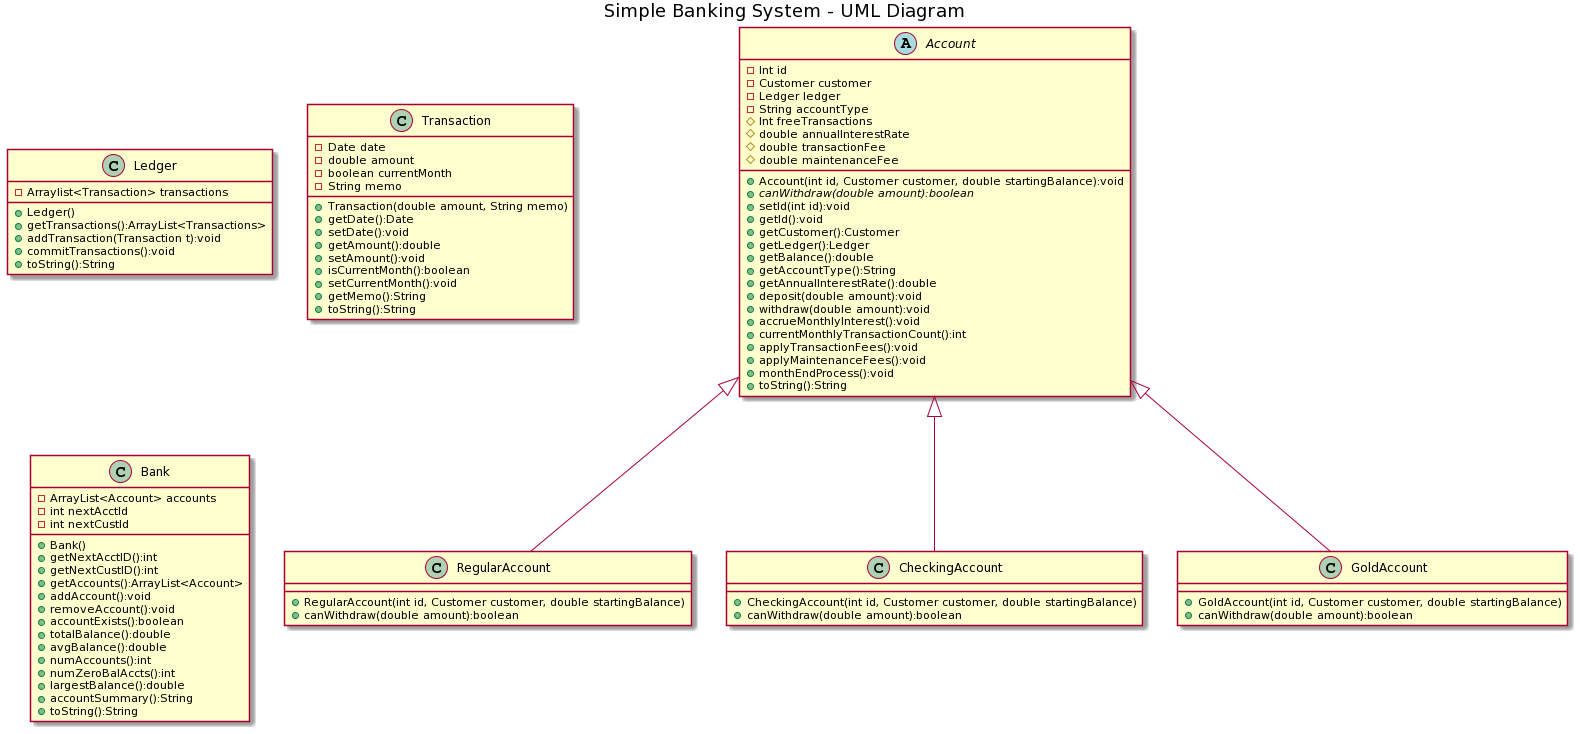 Simple Banking System - UML Diagram
A Account
Int id
Customer customer
Ledger ledger
String accountType
Int freeTransactions
double annualInterestRate
double transactionFee
double maintenanceFee
Account(int id, Customer customer, double startingBalance):void
canWithdraw(double amount):boolean
setId(int id):void
getId():void
getCustomer():Customer
getLedger():Ledger
getBalance():double
getAccountType():String
getAnnualInterestRate():double
deposit(double amount):void
withdraw(double amount):void
accrueMonthlyInterest():void
currentMonthlyTransactionCount():int
applyTransactionFees():void
applyMaintenanceFees():void
monthEndProcess():void
toString():String
C Transaction
Date date
double amount
boolean currentMonth
String memo
Transaction(double amount, String memo)
getDate():Date
setDate():void
getAmount():double
setAmount():void
isCurrentMonth():boolean
setCurrentMonth():void
getMemo():String
toString():String
C Ledger
Arraylist<Transaction> transactions
Ledger()
getTransactions():ArrayList<Transactions>
addTransaction(Transaction t):void
commitTransactions():void
toString():String
C Bank
ArrayList<Account> accounts
int nextAcctId
int nextCustId
Bank()
getNextAcctID():int
getNextCustID():int
getAccounts():ArrayList<Account>
addAccount():void
removeAccount():void
accountExists():boolean
totalBalance():double
avgBalance():double
numAccounts():int
numZeroBalAccts():int
largestBalance():double
accountSummary():String
toString():String
C RegularAccount
RegularAccount(int id, Customer customer, double startingBalance)
canWithdraw(double amount):boolean
C CheckingAccount
CheckingAccount(int id, Customer customer, double startingBalance)
canWithdraw(double amount):boolean
C GoldAccount
GoldAccount(int id, Customer customer, double startingBalance)
canWithdraw(double amount):boolean